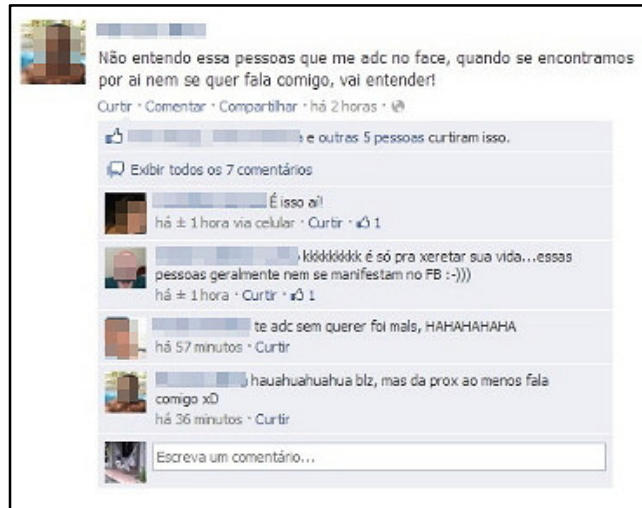 Não entendo essa pessoas que me adc no face, quando se encontramos
por ai nem se quer fala comigo, vai entender!
Curtir · Comentar · Compartilhar · há 2 horas ·
e outras 5 pessoas curtiram isso.
Exibir todos os 7 comentários
É isso aí!
há ± 1 hora via celular · Curtir · 1
kkkkkkkkk é só pra xeretar sua vida...essas
pessoas geralmente nem se manifestam no FB :-)))
há ± 1 hora · Curtir · 1
te adc sem querer foi mals, HAHAHAHAHA
há 57 minutos · Curtir
hauahuahuahua blz, mas da prox ao menos fala
comigo xD
há 36 minutos · Curtir
Escreva um comentário...